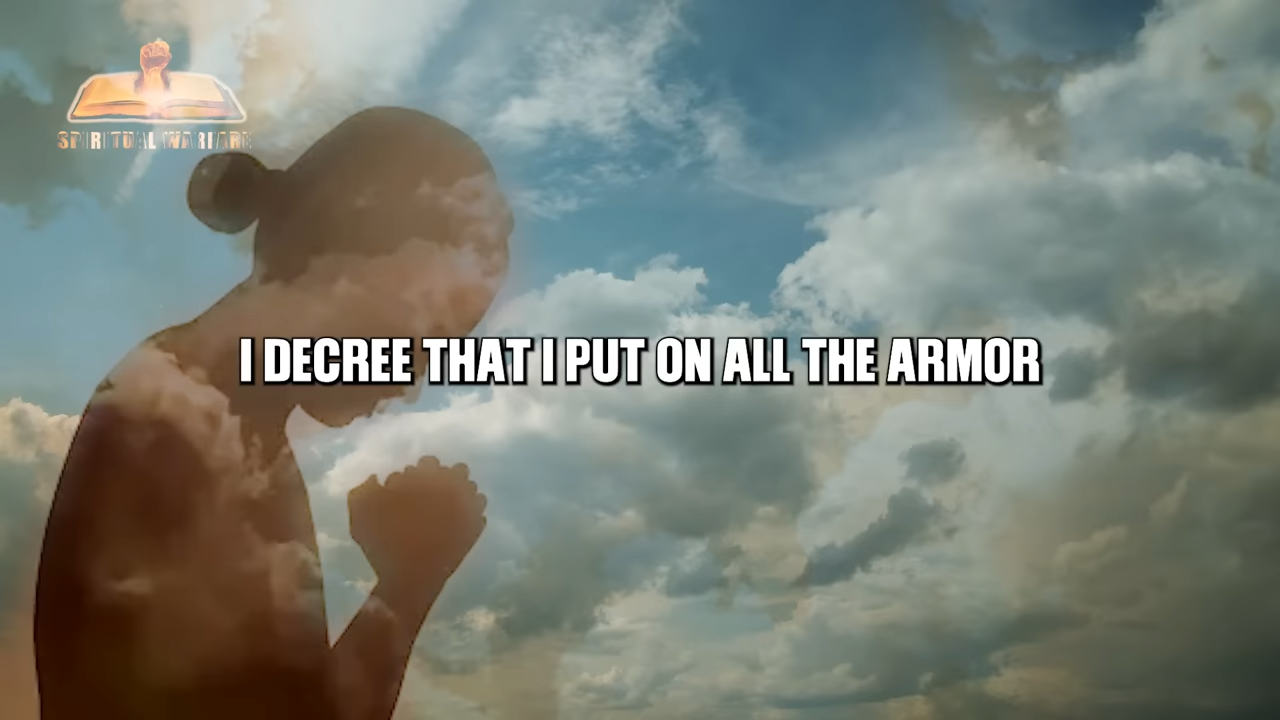 SPIRITUAL WARFARE
I DECREE THAT I PUT ON ALL THE ARMOR